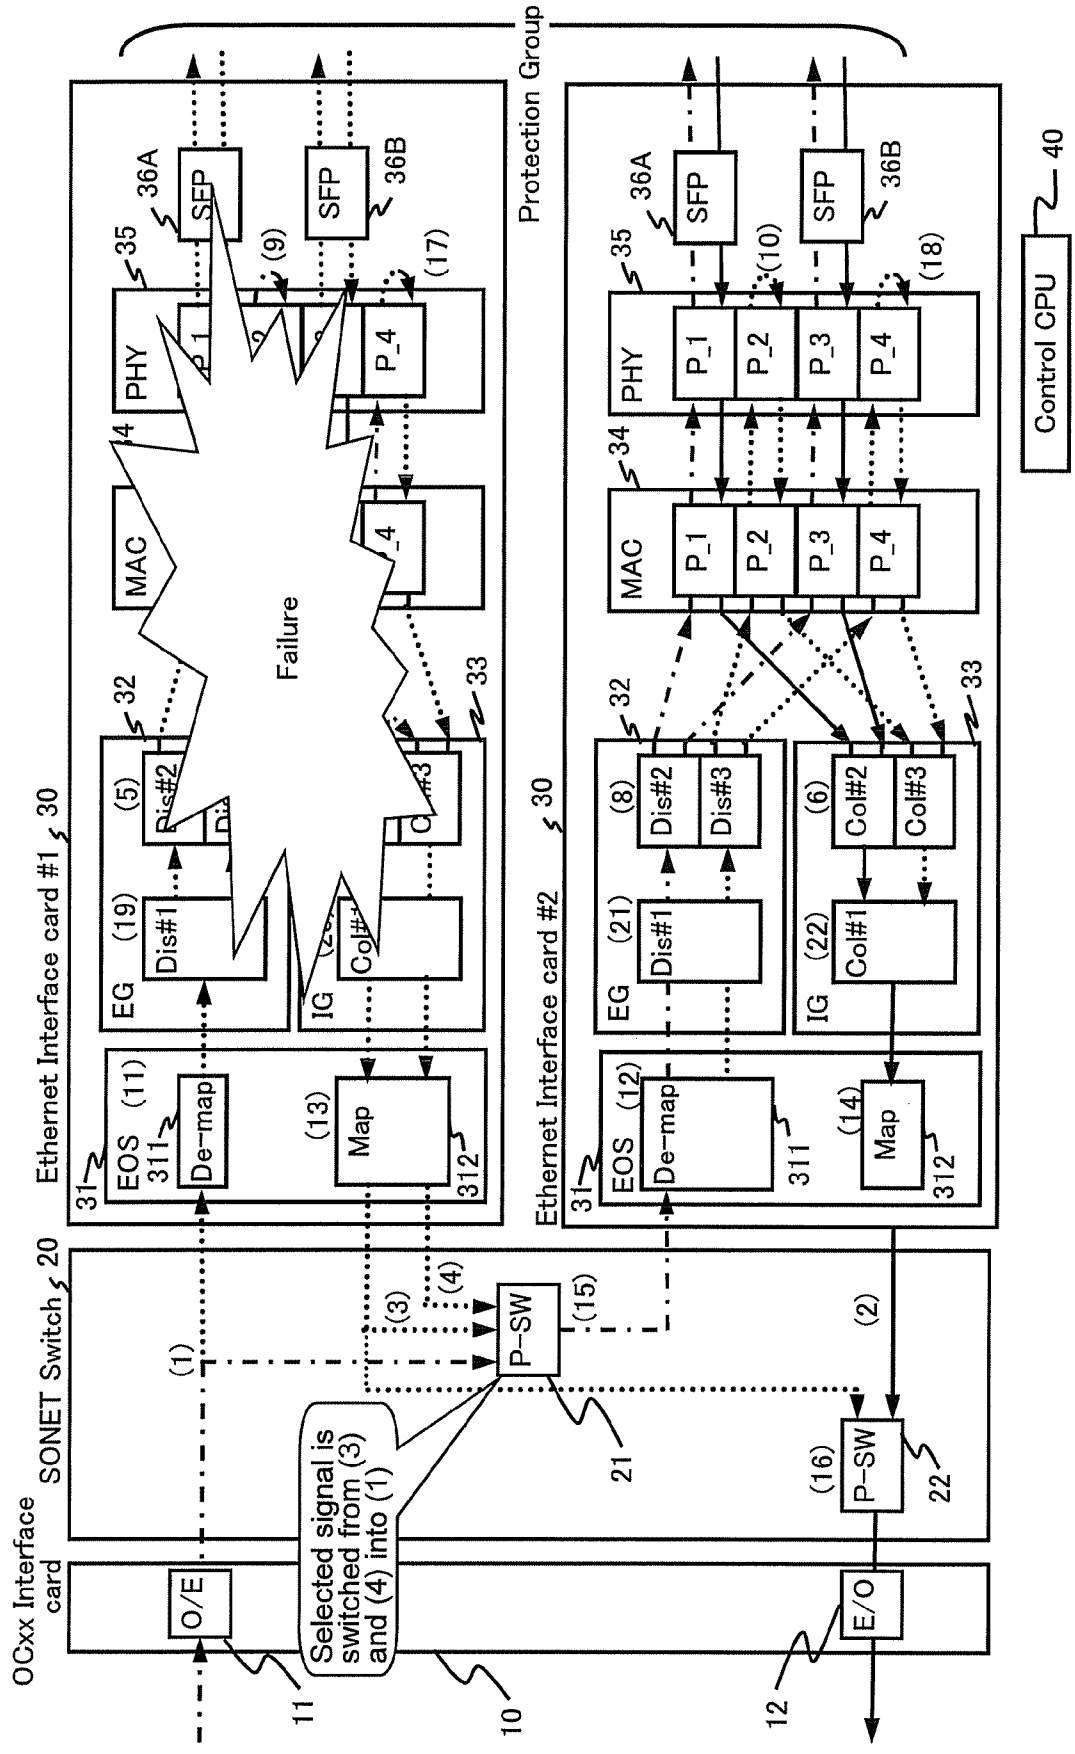 OCxx Interface
card
O/E
11
10
E/O
12
SONET Switch
20
(1)
(3)
(4)
P-SW
(15)
21
Selected signal is
switched from (3)
and (4) into (1)
(2)
(16)
P-SW
22
Ethernet Interface card #1
30
31
EOS
(11)
311
De-map
(13)
Map
312
EG
(19)
Dis#1
(5)
Dis#2
32
IG
33
MAC
Failure
PHY
35
P_1
P_4
(9)
(17)
36A
SFP
SFP
36B
Protection Group
Ethernet Interface card #2
30
31
EOS
(12)
De-map
311
(14)
Map
312
EG
(21)
Dis#1
(8)
Dis#2
Dis#3
32
IG
(22)
Col#1
(6)
Col#2
Col#3
33
MAC
34
P_1
P_2
P_3
P_4
PHY
35
P_1
P_2
P_3
P_4
(10)
(18)
36A
SFP
SFP
36B
Control CPU
40